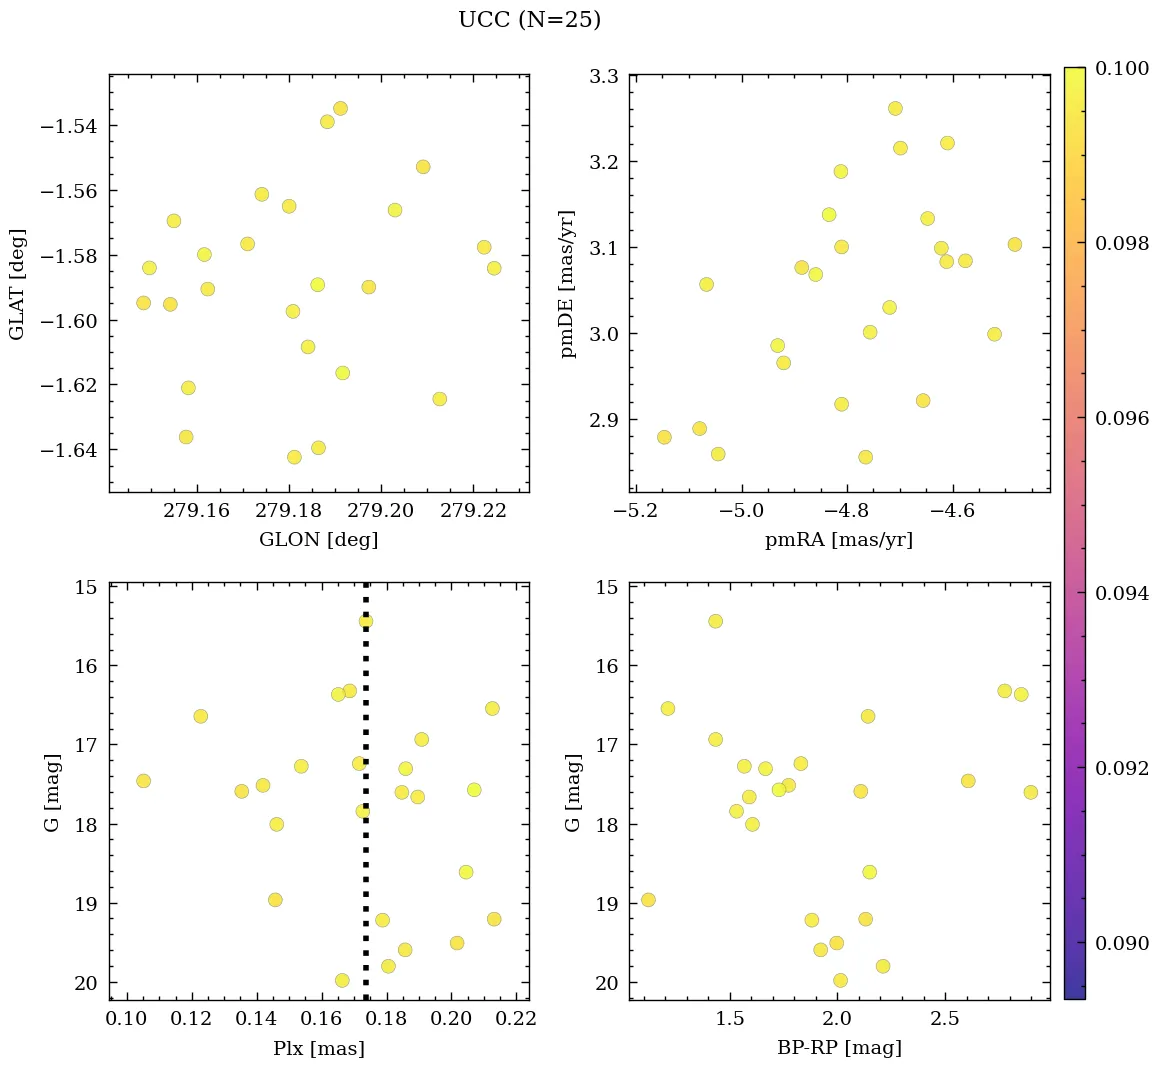 UCC (N=25)
−1.54
−1.56
−1.58
−1.60
−1.62
−1.64
GLAT [deg]
279.16 279.18 279.20 279.22
GLON [deg]
3.3
3.2
3.1
3.0
2.9
pmDE [mas/yr]
−5.2 −5.0 −4.8 −4.6
pmRA [mas/yr]
0.100
0.098
0.096
0.094
0.092
0.090
15
16
17
18
19
20
G [mag]
0.10 0.12 0.14 0.16 0.18 0.20 0.22
Plx [mas]
15
16
17
18
19
20
G [mag]
1.5 2.0 2.5
BP-RP [mag]